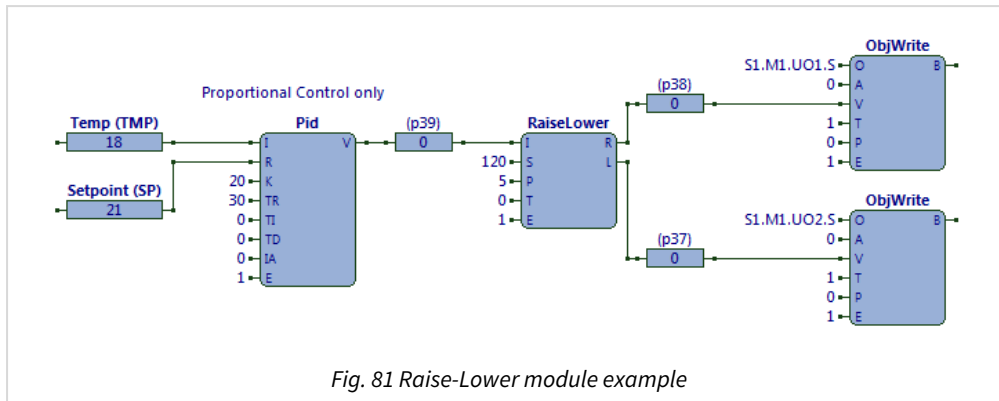 Proportional Control only
Temp (TMP)
18
Setpoint (SP)
21
Pid
I V
R
20 K
30 TR
0 TI
0 TD
0 IA
1 E
(p39)
0
RaiseLower
I R
120 S L
5 P
0 T
1 E
(p38)
0
(p37)
0
ObjWrite
S1.M1.UO1.S O B
0 A
V
1 T
0 P
1 E
ObjWrite
S1.M1.UO2.S O B
0 A
V
1 T
0 P
1 E
Fig. 81 Raise-Lower module example